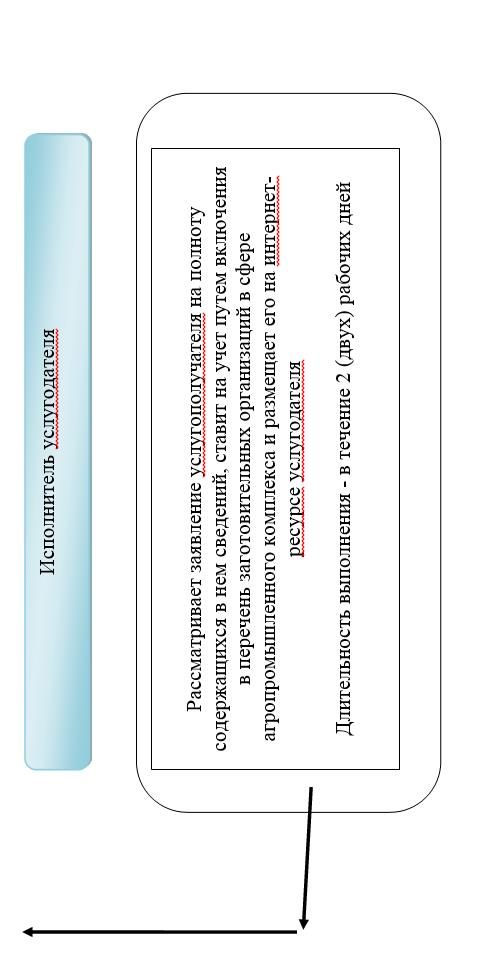 Исполнитель услугодателя
Рассматривает заявление услугополучателя на полноту
содержащихся в нем сведений, ставит на учет путем включения
в перечень заготовительных организаций в сфере
агропромышленного комплекса и размещает его на интернет-
ресурсе услугодателя
Длительность выполнения - в течение 2 (двух) рабочих дней